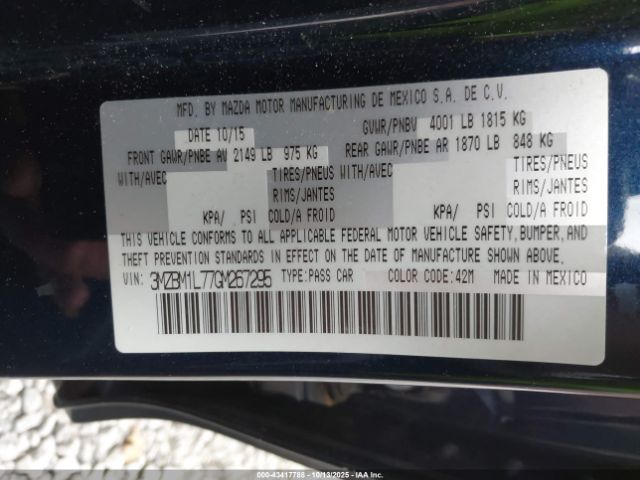 MFD. BY MAZDA MOTOR MANUFACTURING DE MEXICO S.A. DE C.V.
DATE 10/15 GVWR/PNBV 4001 LB 1815 KG
FRONT GAWR/PNBE AV 2149 LB 975 KG REAR GAWR/PNBE AR 1870 LB 848 KG
WITH/AVEC TIRES/PNEUS WITH/AVEC TIRES/PNEUS
RIMS/JANTES RIMS/JANTES
KPA/ PSI COLD/A FROID KPA/ PSI COLD/A FROID
THIS VEHICLE CONFORMS TO ALL APPLICABLE FEDERAL MOTOR VEHICLE SAFETY, BUMPER, AND
THEFT PREVENTION STANDARDS IN EFFECT ON THE DATE OF MANUFACTURE SHOWN ABOVE.
VIN: 3MZBM1L77GM267295 TYPE:PASS CAR COLOR CODE:42M MADE IN MEXICO
000-43417788 - 10/13/2025 - IAAI.COM